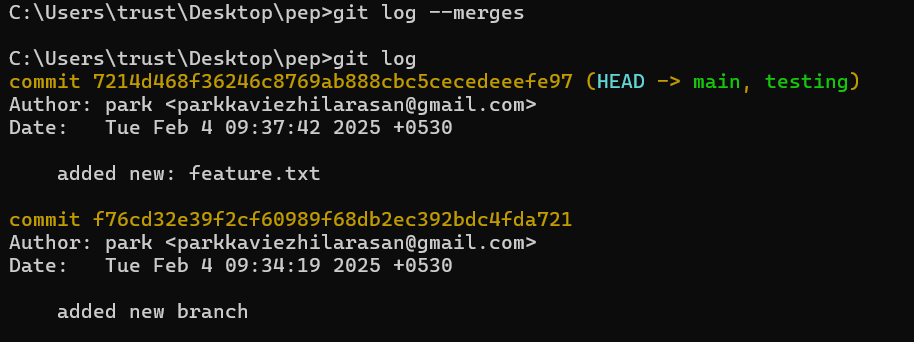 C:\Users\trust\Desktop\pep>git log --merges
C:\Users\trust\Desktop\pep>git log
commit 7214d468f36246c8769ab888cbc5cecedeeefe97 (HEAD -> main, testing)
Author: park <parkkaviezhilarasan@gmail.com>
Date:   Tue Feb 4 09:37:42 2025 +0530
    added new: feature.txt
commit f76cd32e39f2cf60989f68db2ec392bdc4fda721
Author: park <parkkaviezhilarasan@gmail.com>
Date:   Tue Feb 4 09:34:19 2025 +0530
    added new branch